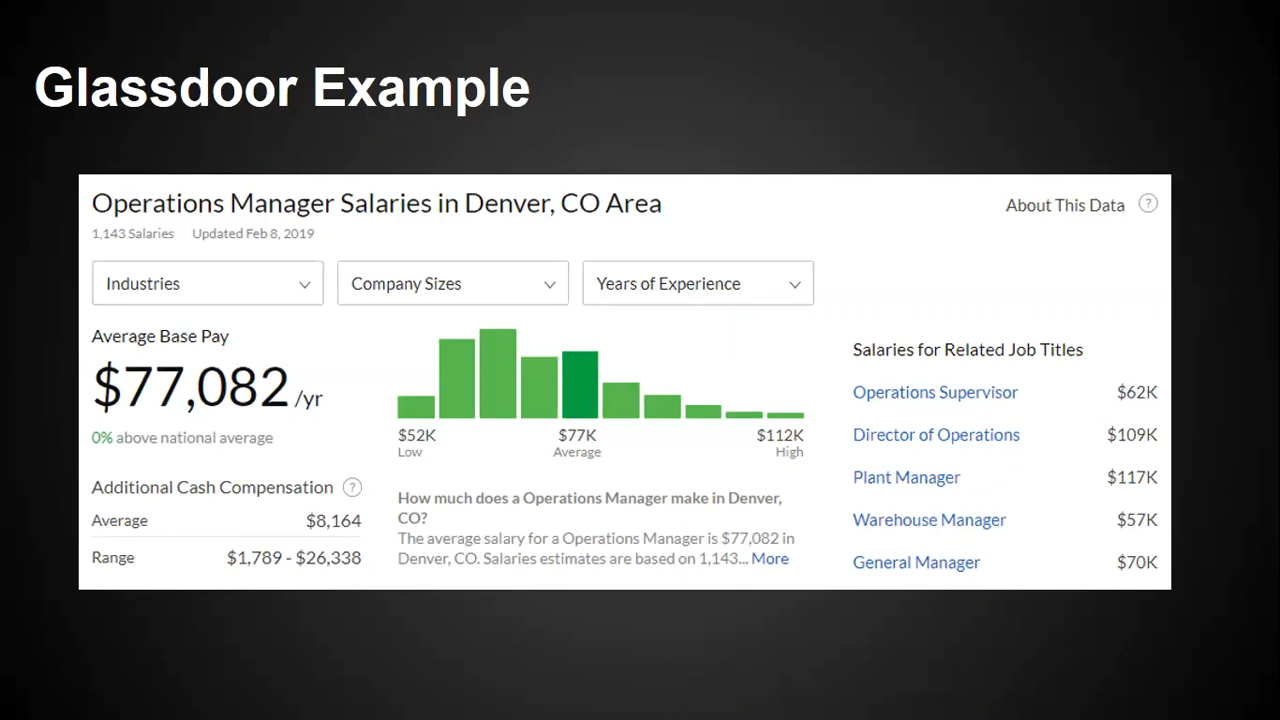 Glassdoor Example
Operations Manager Salaries in Denver, CO Area
About This Data ?
1,143 Salaries Updated Feb 8, 2019
Industries Company Sizes Years of Experience
Average Base Pay
$77,082 /yr
0% above national average
Additional Cash Compensation ?
Average $8,164
Range $1,789 - $26,338
$52K $77K $112K
Low Average High
How much does a Operations Manager make in Denver,
CO?
The average salary for a Operations Manager is $77,082 in
Denver, CO. Salaries estimates are based on 1,143... More
Salaries for Related Job Titles
Operations Supervisor $62K
Director of Operations $109K
Plant Manager $117K
Warehouse Manager $57K
General Manager $70K